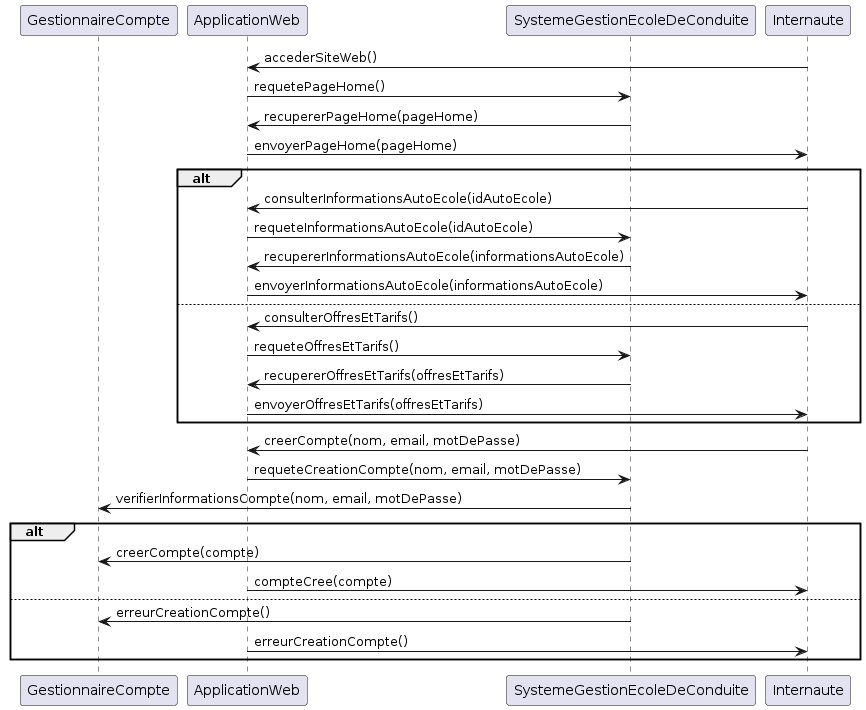 GestionnaireCompte
ApplicationWeb
SystemeGestionEcoleDeConduite
Internaute
accederSiteWeb()
requetePageHome()
recupererPageHome(pageHome)
envoyerPageHome(pageHome)
alt
consulterInformationsAutoEcole(idAutoEcole)
requeteInformationsAutoEcole(idAutoEcole)
recupererInformationsAutoEcole(informationsAutoEcole)
envoyerInformationsAutoEcole(informationsAutoEcole)
consulterOffresEtTarifs()
requeteOffresEtTarifs()
recupererOffresEtTarifs(offresEtTarifs)
envoyerOffresEtTarifs(offresEtTarifs)
creerCompte(nom, email, motDePasse)
requeteCreationCompte(nom, email, motDePasse)
verifierInformationsCompte(nom, email, motDePasse)
alt
creerCompte(compte)
compteCree(compte)
erreurCreationCompte()
erreurCreationCompte()
GestionnaireCompte
ApplicationWeb
SystemeGestionEcoleDeConduite
Internaute